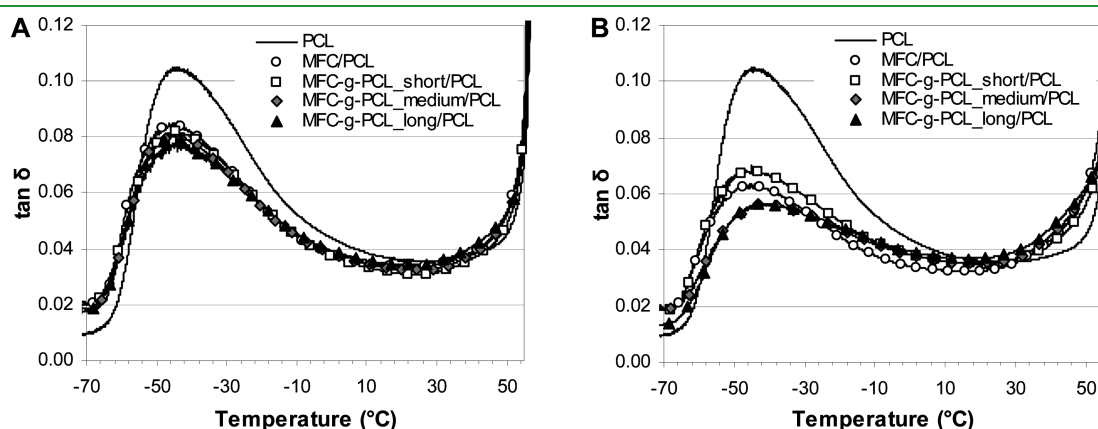 A
0.12
0.10
0.08
0.06
0.04
0.02
0.00
tan δ
PCL
MFC/PCL
MFC-g-PCL_short/PCL
MFC-g-PCL_medium/PCL
MFC-g-PCL_long/PCL
-70 -50 -30 -10 10 30 50
Temperature (°C)
B
0.12
0.10
0.08
0.06
0.04
0.02
0.00
tan δ
PCL
MFC/PCL
MFC-g-PCL_short/PCL
MFC-g-PCL_medium/PCL
MFC-g-PCL_long/PCL
-70 -50 -30 -10 10 30 50
Temperature (°C)